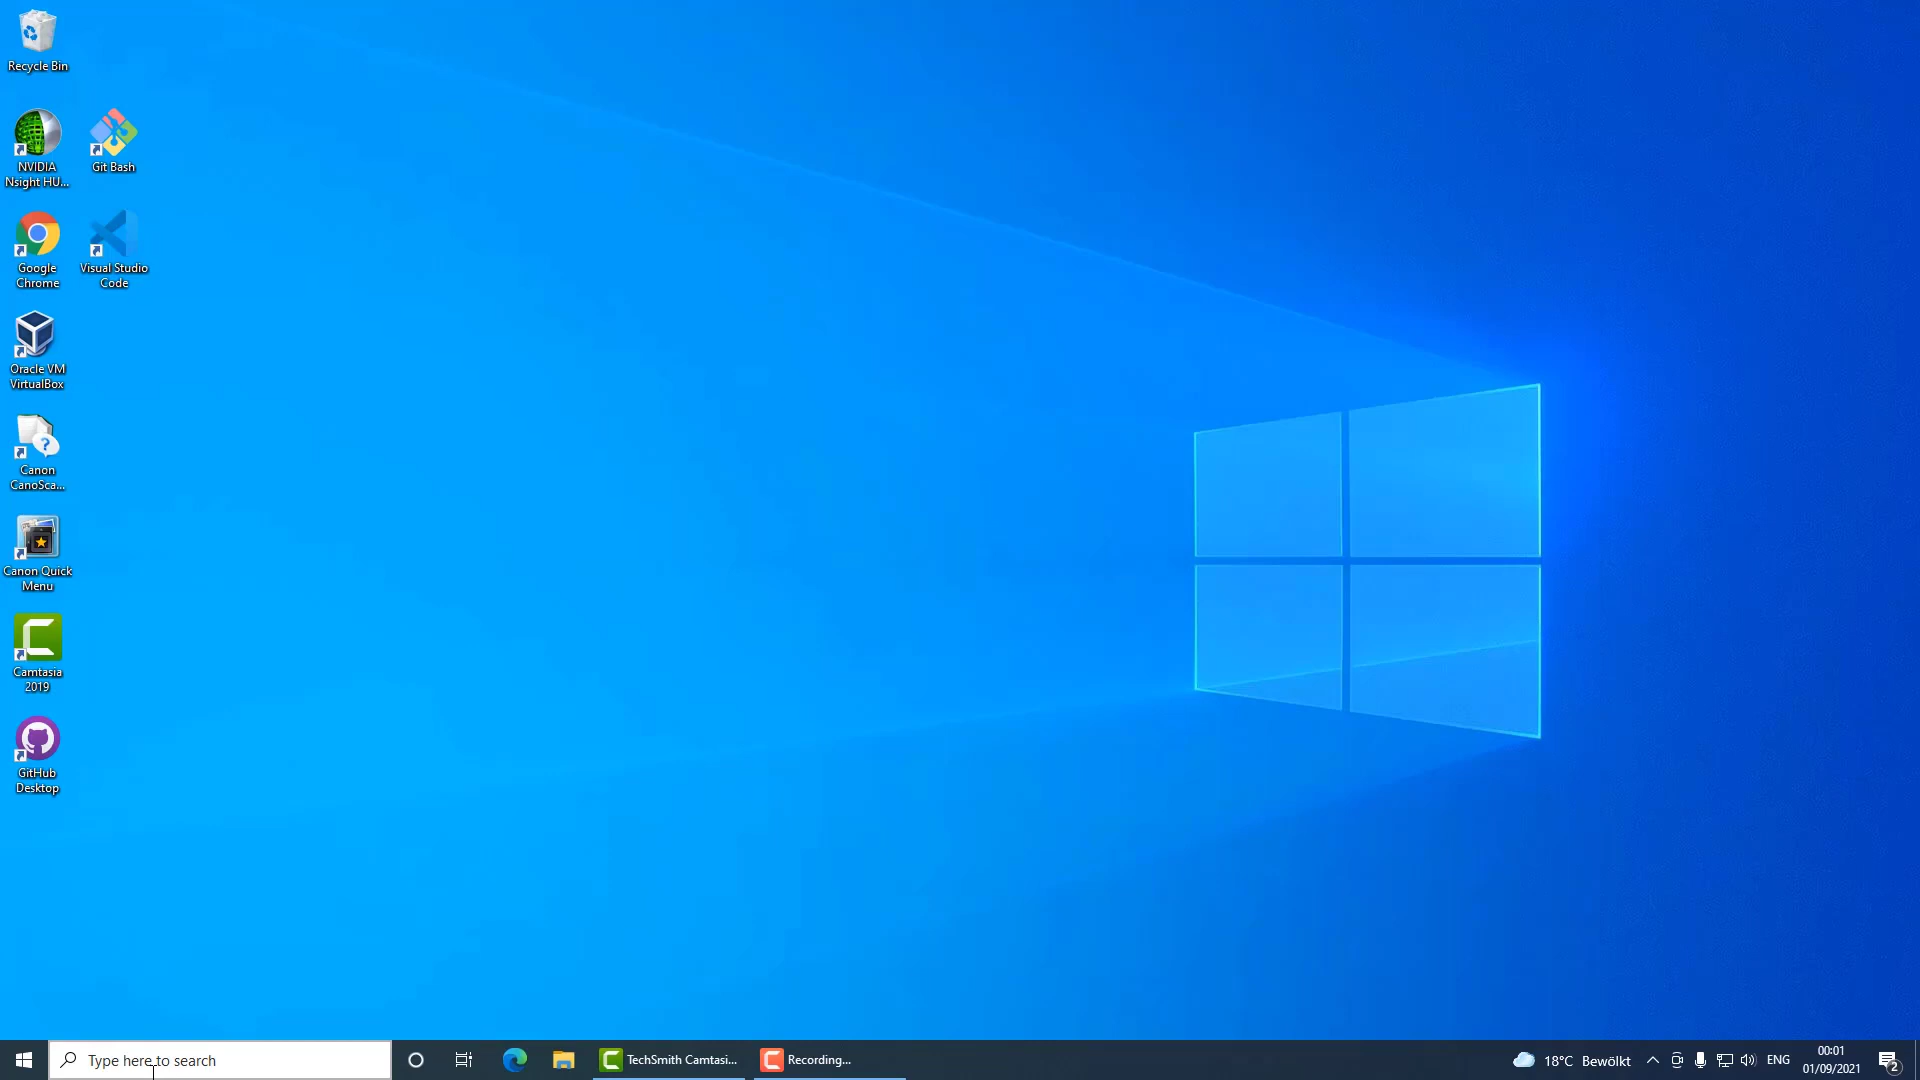 Recycle Bin
NVIDIA
Nsight HU...
Git Bash
Google
Chrome
Visual Studio
Code
Oracle VM
VirtualBox
Canon
CanoSca...
Canon Quick
Menu
Camtasia
2019
GitHub
Desktop
Type here to search
TechSmith Camtasi...
Recording...
18°C Bewölkt
ENG
00:01
01/09/2021
2